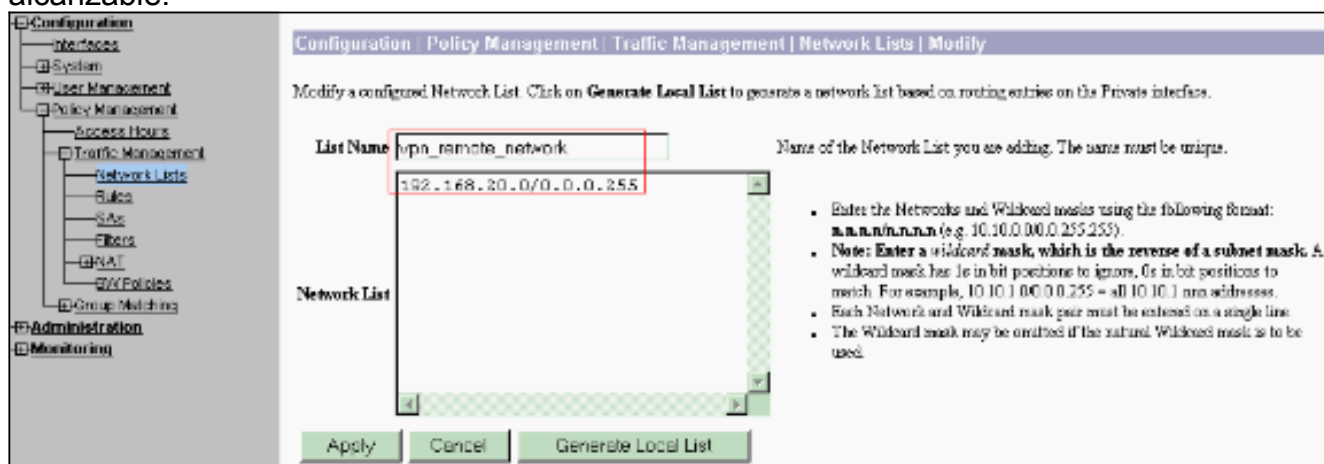 alcanzable.
Configuration
Interfaces
System
User Management
Policy Management
Access Hours
Traffic Management
Network Lists
Rules
SAs
Filters
NAT
BW Policies
Group Matching
Administration
Monitoring
Configuration | Policy Management | Traffic Management | Network Lists | Modify
Modify a configured Network List. Click on Generate Local List to generate a network list based on routing entries on the Private interface.
List Name vpn_remote_network Name of the Network List you are adding. The name must be unique.
192.168.20.0/0.0.0.255
Network List
• Enter the Networks and Wildcard masks using the following format:
n.n.n.n/n.n.n.n (e.g. 10.10.0.0/0.0.255.255).
• Note: Enter a wildcard mask, which is the reverse of a subnet mask. A
wildcard mask has 1s in bit positions to ignore, 0s in bit positions to
match. For example, 10.10.1.0/0.0.0.255 = all 10.10.1.nnn addresses.
• Each Network and Wildcard mask pair must be entered on a single line.
• The Wildcard mask may be omitted if the natural Wildcard mask is to be
used.
Apply Cancel Generate Local List